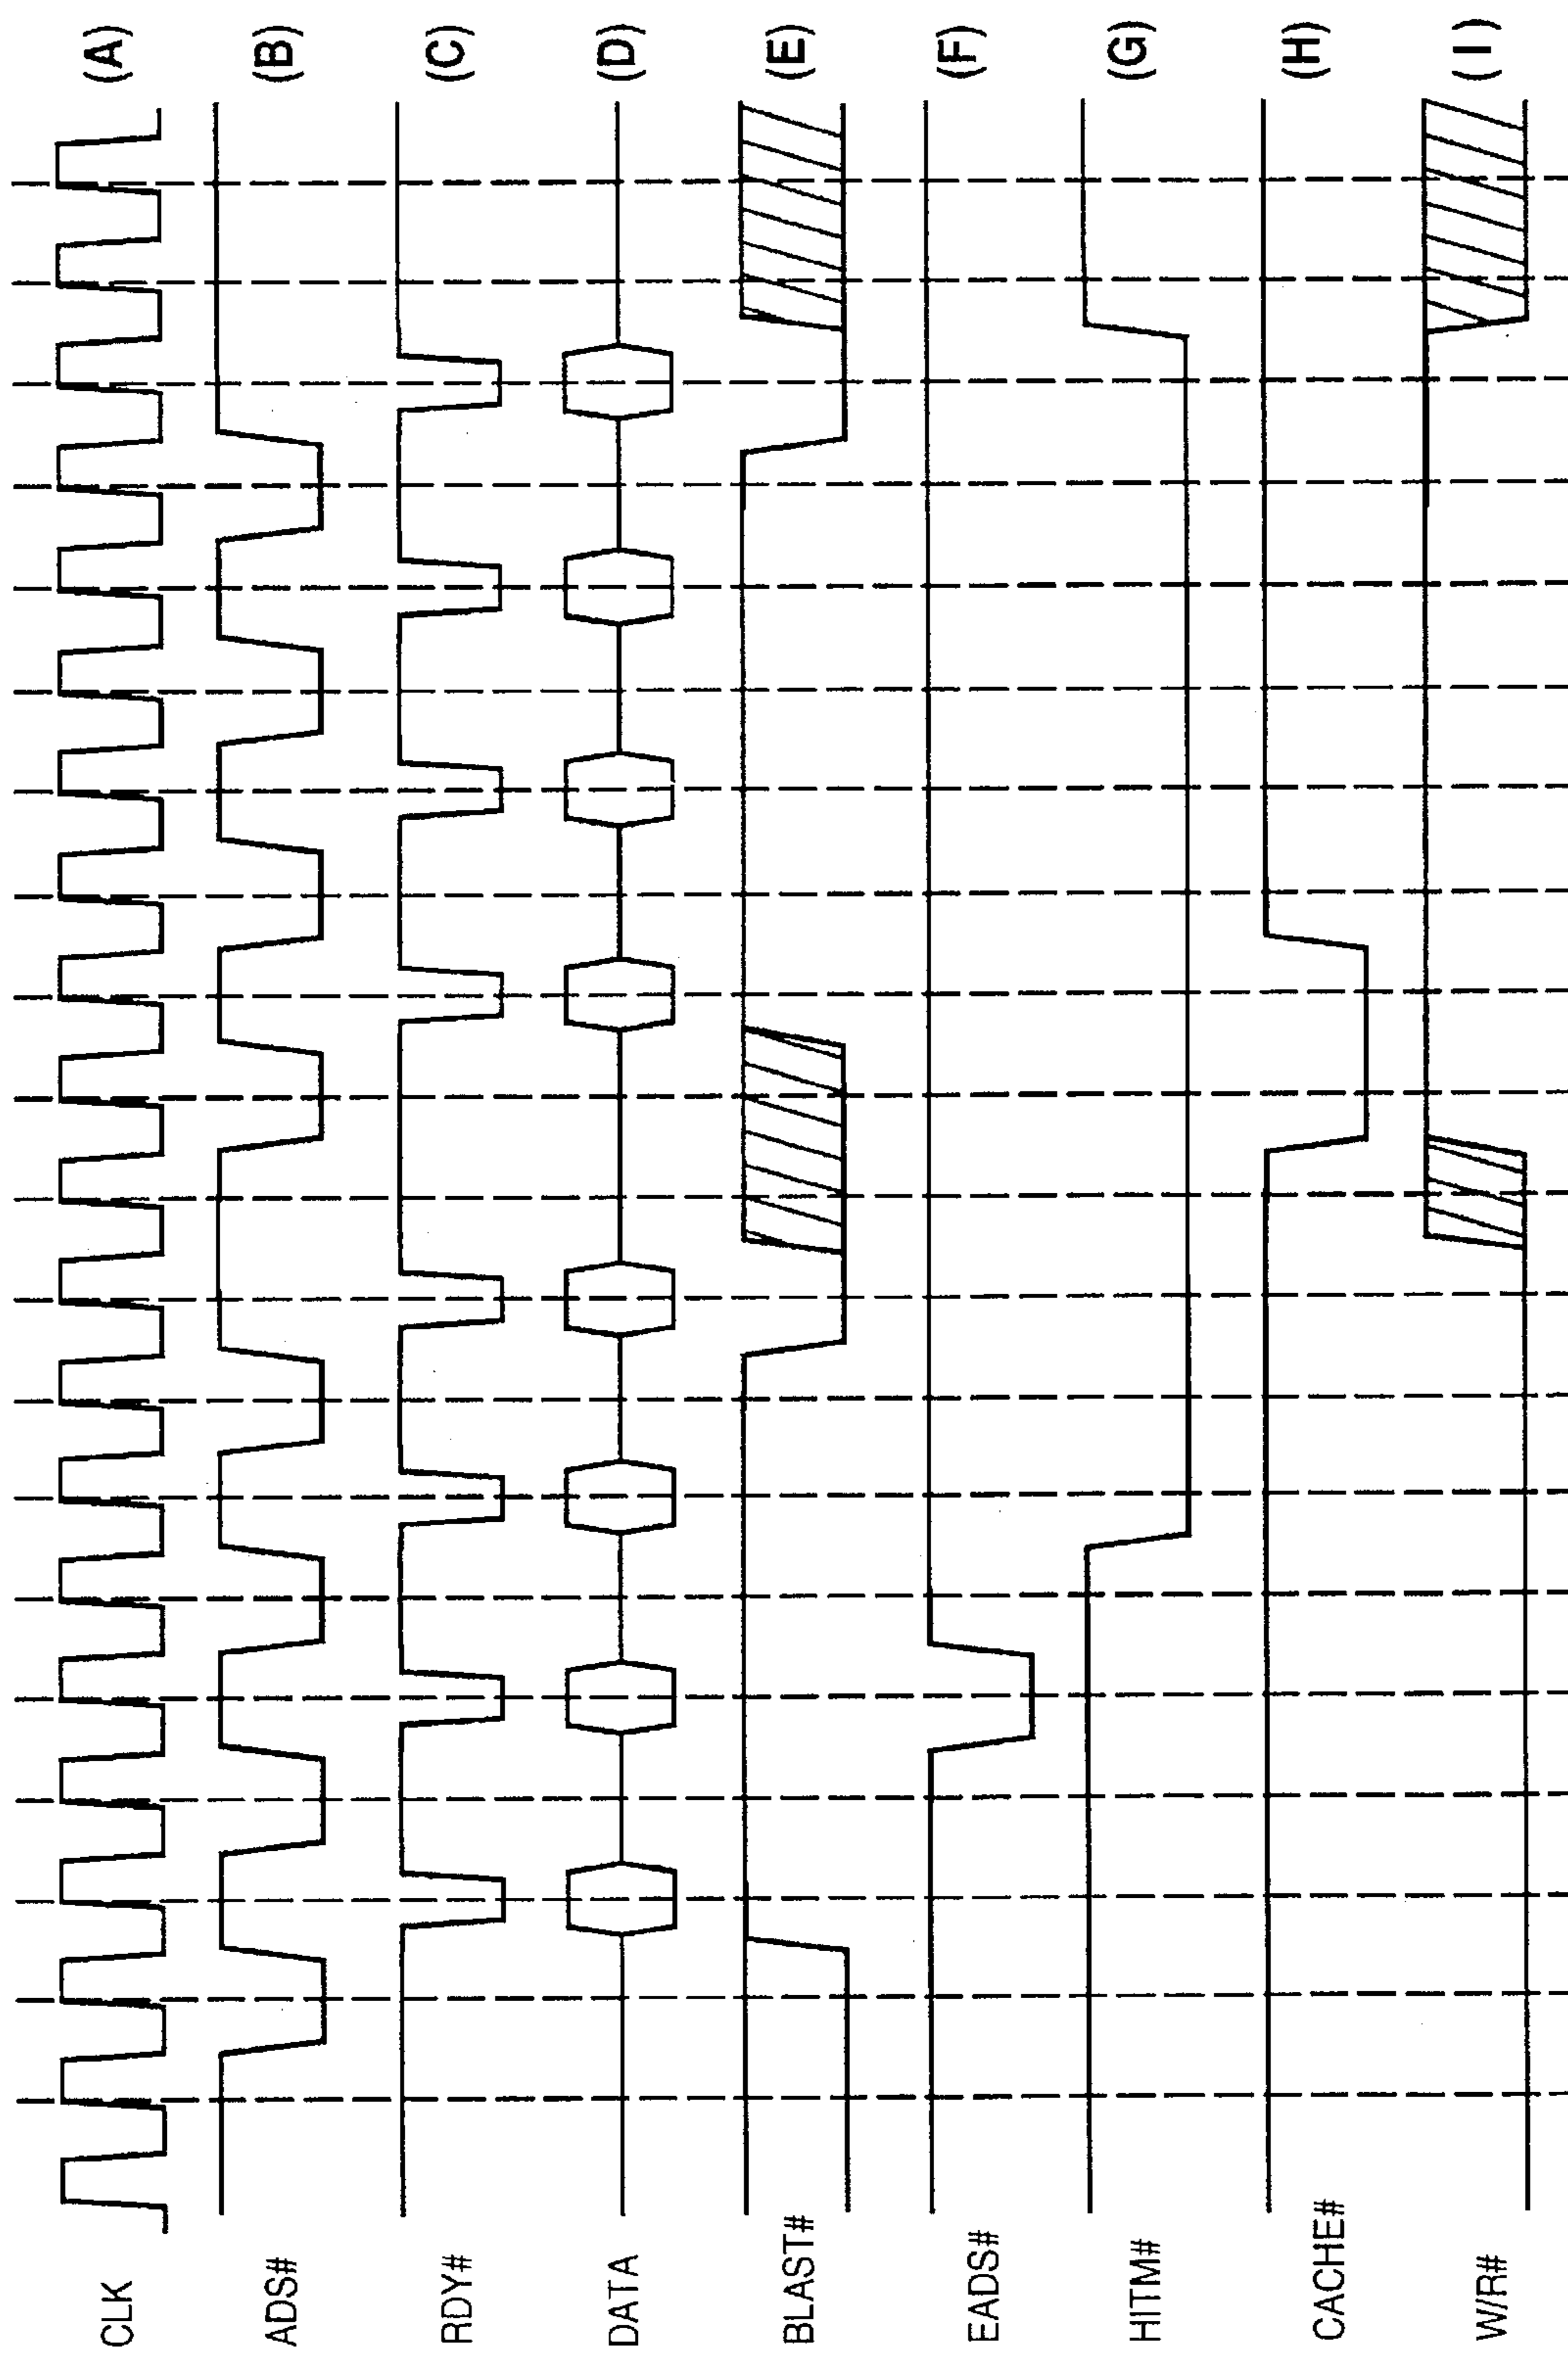 CLK (A)
ADS# (B)
RDY# (C)
DATA (D)
BLAST# (E)
EADS# (F)
HITM# (G)
CACHE# (H)
W/R# (I)